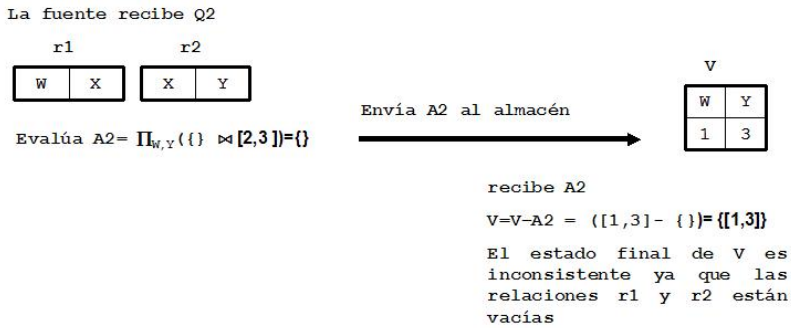 La fuente recibe Q2
r1 r2
W X X Y
Evalúa A2= ∏W,Y({} ⋈ [2,3 ])={}
Envía A2 al almacén
V
W Y
1 3
recibe A2
V=V−A2 = ([1,3]- {})= {[1,3]}
El estado final de V es
inconsistente ya que las
relaciones r1 y r2 están
vacías